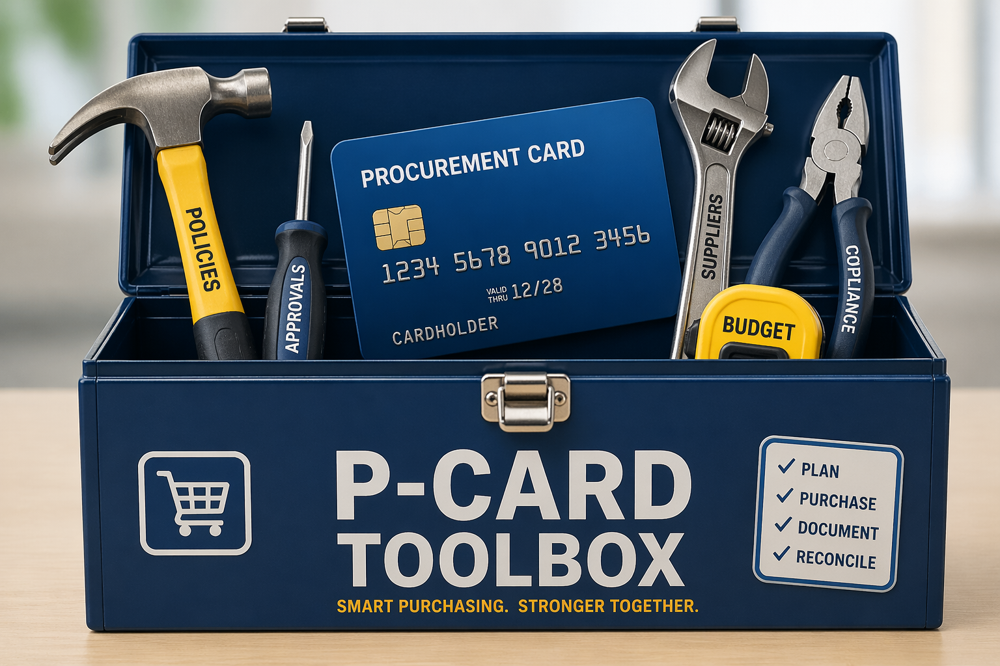 POLICIES
APPROVALS
PROCUREMENT CARD
1234 5678 9012 3456
VALID
THRU 12/28
CARDHOLDER
SUPPLIERS
BUDGET
COPLIANCE
P-CARD
TOOLBOX
SMART PURCHASING. STRONGER TOGETHER.
PLAN
PURCHASE
DOCUMENT
RECONCILE